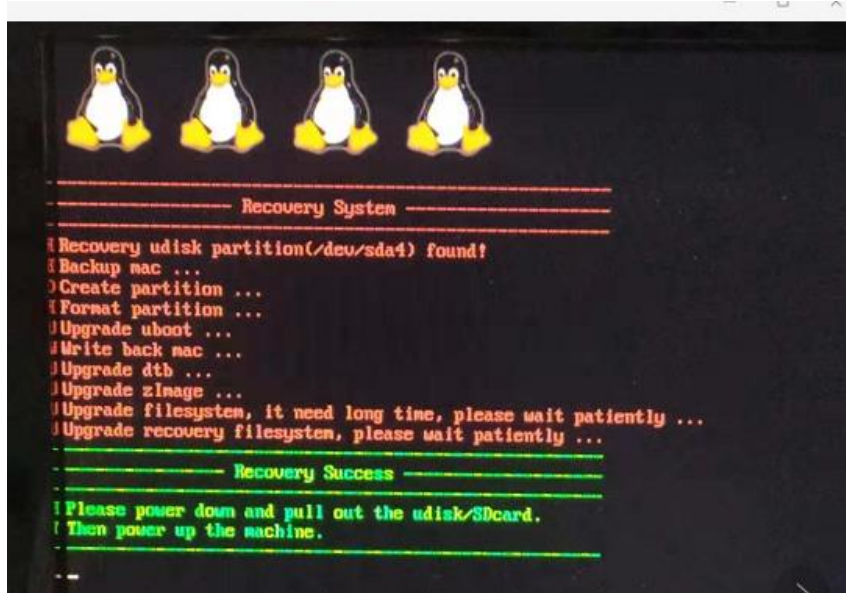 Recovery System
Recovery udisk partition(/dev/sda4) found!
Backup mac ...
Create partition ...
Format partition ...
Upgrade uboot ...
Write back mac ...
Upgrade dtb ...
Upgrade zImage ...
Upgrade filesystem, it need long time, please wait patiently ...
Upgrade recovery filesystem, please wait patiently ...
Recovery Success
Please power down and pull out the udisk/SDcard.
Then power up the machine.